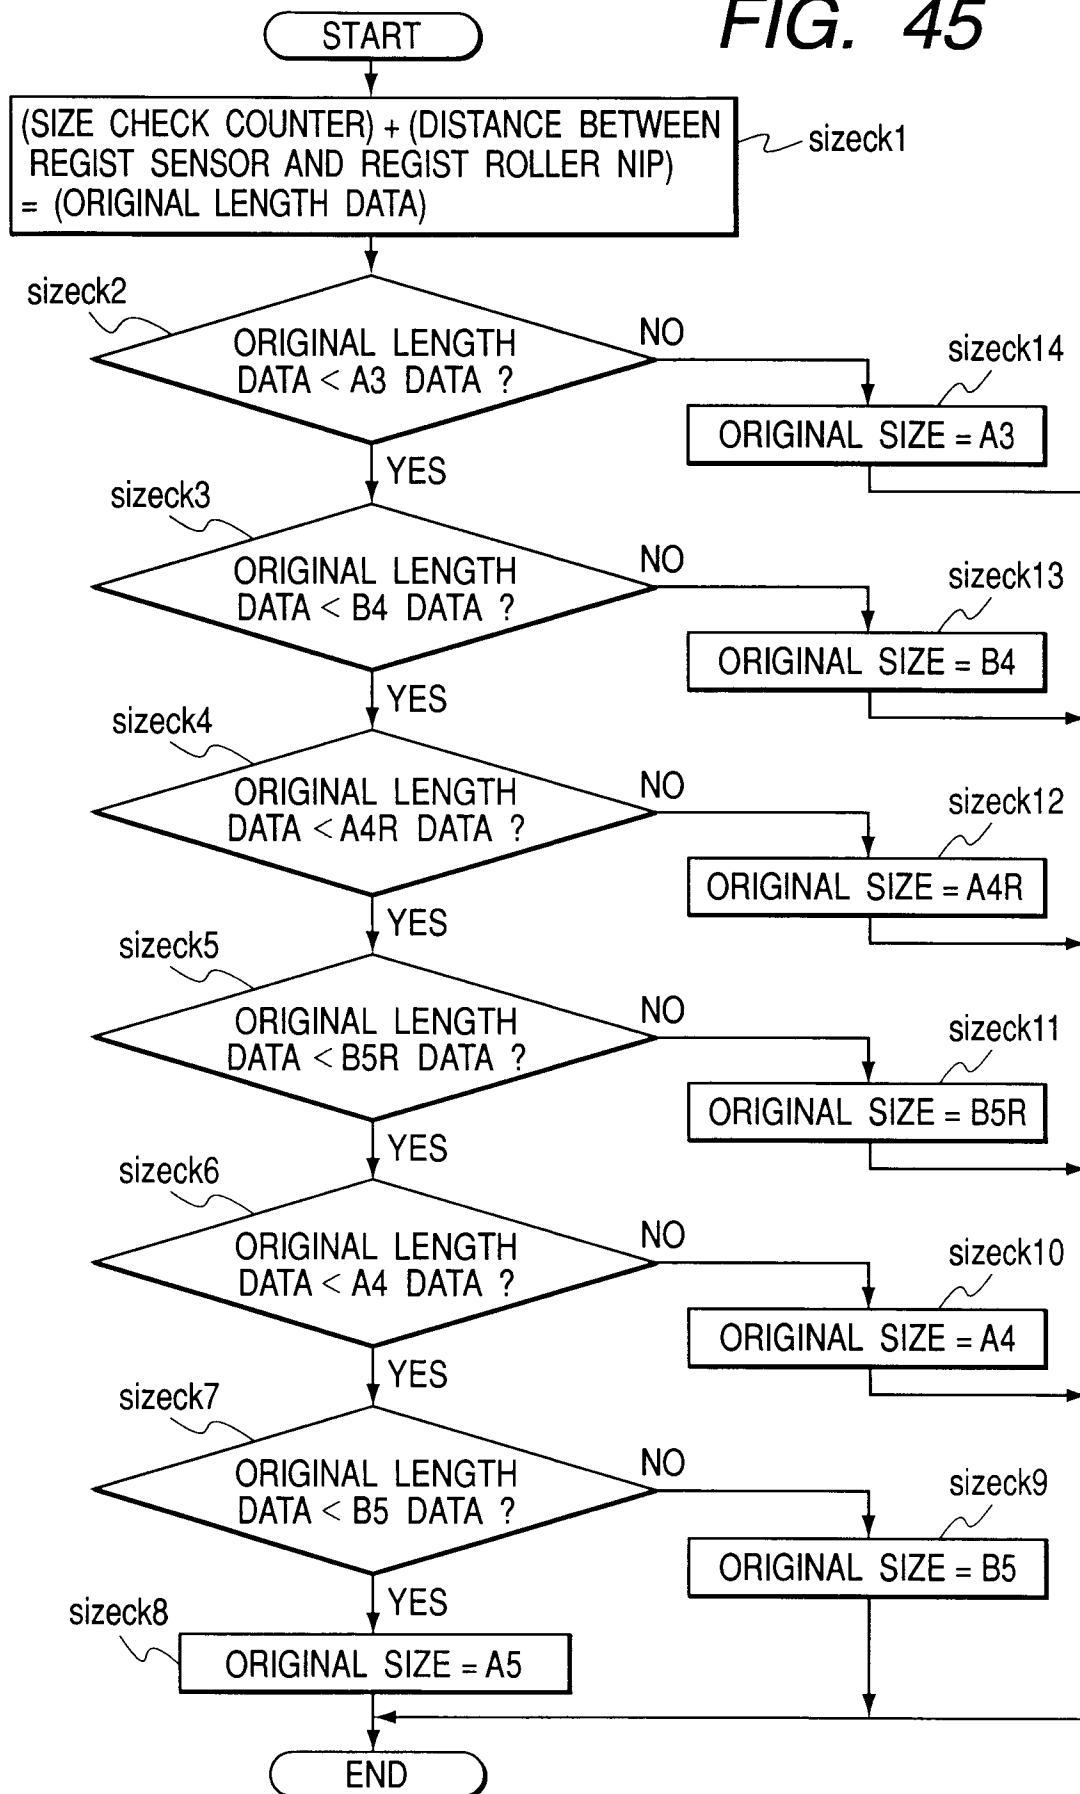 FIG. 45
START
(SIZE CHECK COUNTER) + (DISTANCE BETWEEN
REGIST SENSOR AND REGIST ROLLER NIP)
= (ORIGINAL LENGTH DATA)
sizeck1
sizeck2
ORIGINAL LENGTH
DATA < A3 DATA ?
NO
YES
sizeck14
ORIGINAL SIZE = A3
sizeck3
ORIGINAL LENGTH
DATA < B4 DATA ?
NO
YES
sizeck13
ORIGINAL SIZE = B4
sizeck4
ORIGINAL LENGTH
DATA < A4R DATA ?
NO
YES
sizeck12
ORIGINAL SIZE = A4R
sizeck5
ORIGINAL LENGTH
DATA < B5R DATA ?
NO
YES
sizeck11
ORIGINAL SIZE = B5R
sizeck6
ORIGINAL LENGTH
DATA < A4 DATA ?
NO
YES
sizeck10
ORIGINAL SIZE = A4
sizeck7
ORIGINAL LENGTH
DATA < B5 DATA ?
NO
YES
sizeck9
ORIGINAL SIZE = B5
sizeck8
ORIGINAL SIZE = A5
END